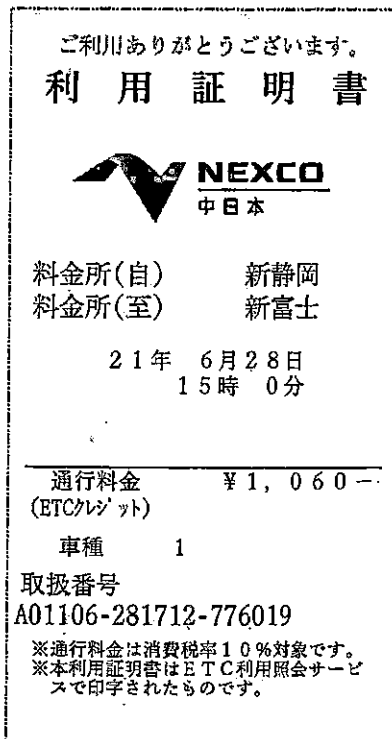 ご利用ありがとうございます。
利用証明書
NEXCO
中日本
料金所(自) 新静岡
料金所(至) 新富士
21年 6月28日
15時 0分
通行料金 ¥1,060-
(ETCクレジット)
車種 1
取扱番号
A01106-281712-776019
※通行料金は消費税率10%対象です。
※本利用証明書はETC利用照会サービ
スで印字されたものです。